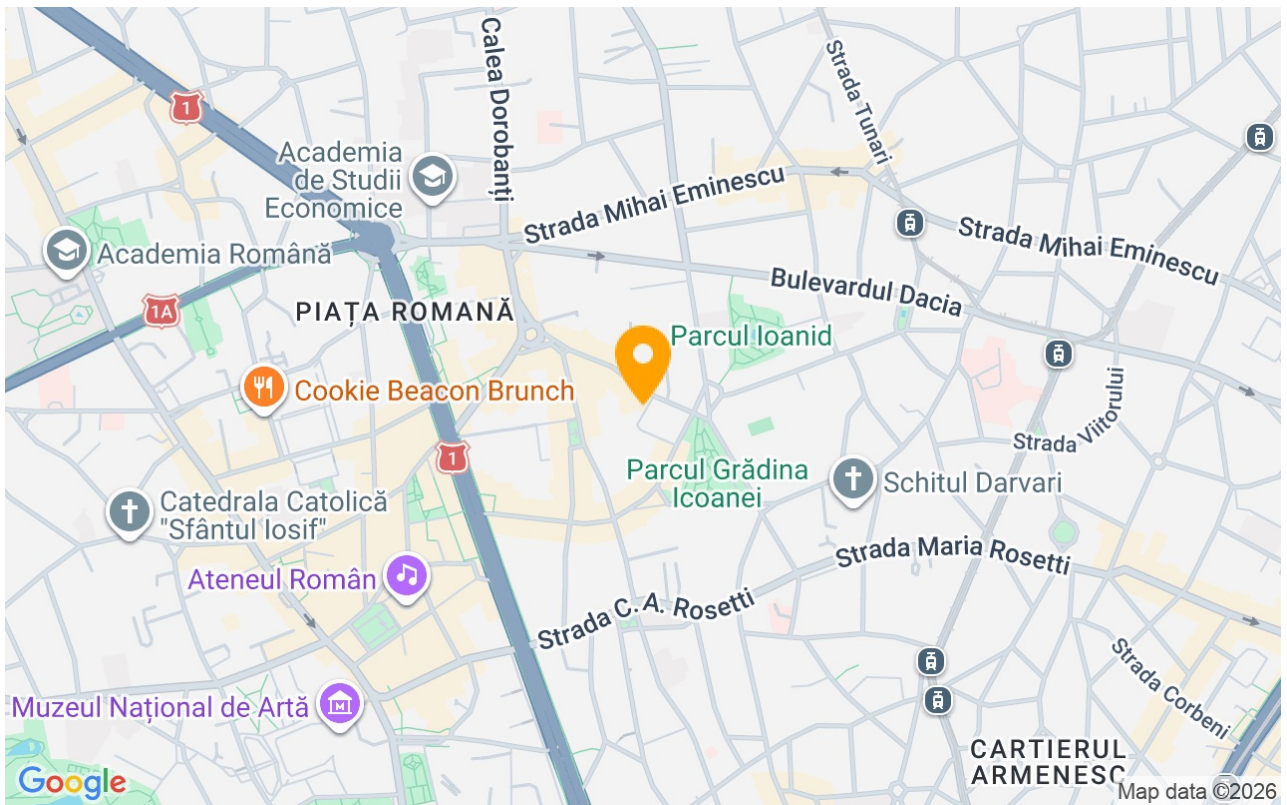 Calea Dorobanți
Strada Tunari
1
Academia
de Studii
Economice
Strada Mihai Eminescu
Strada Mihai Eminescu
Academia Română
Bulevardul Dacia
1A
PIAȚA ROMANĂ
Parcul Ioanid
Cookie Beacon Brunch
Strada Viitorului
1
Parcul Grădina
Icoanei
Schitul Darvari
Catedrala Catolică
"Sfântul Iosif"
Strada Maria Rosetti
Ateneul Român
Strada C. A. Rosetti
Strada Corbeni
Muzeul Național de Artă
M
CARTIERUL
ARMENESC
Google
Map data ©2026